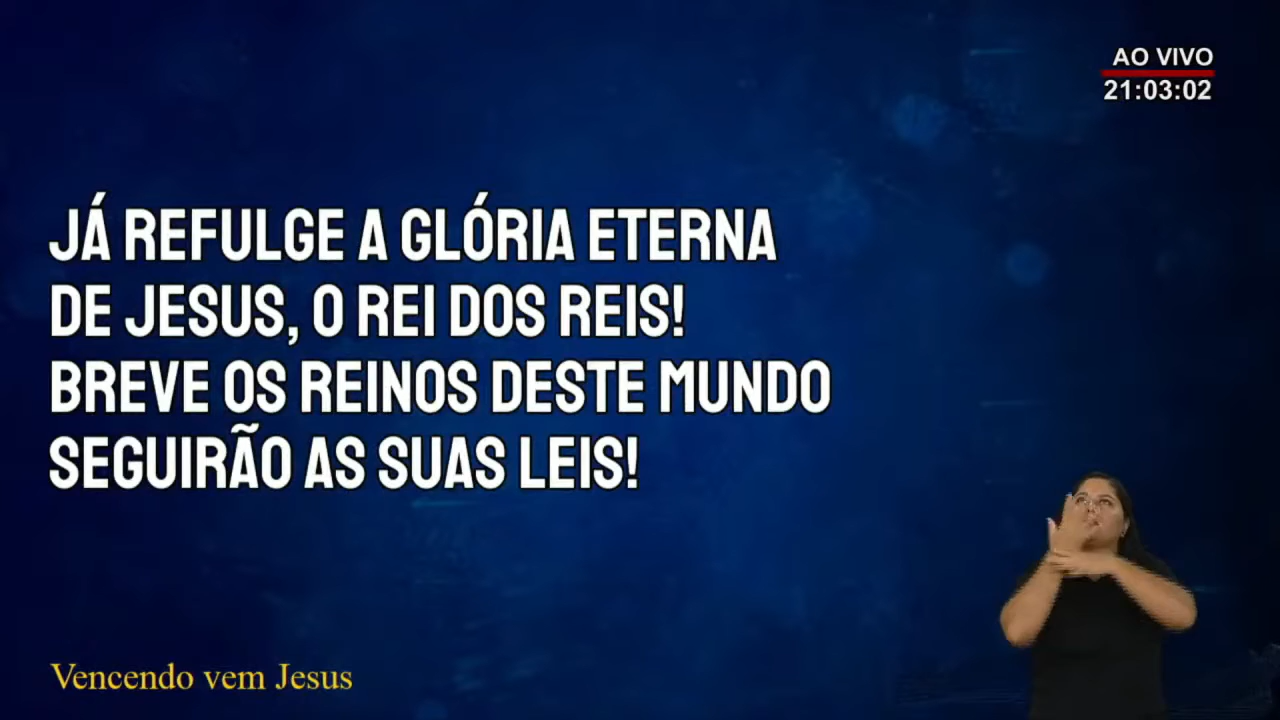 AO VIVO
21:03:02
JÁ REFULGE A GLÓRIA ETERNA
DE JESUS, O REI DOS REIS!
BREVE OS REINOS DESTE MUNDO
SEGUIRÃO AS SUAS LEIS!
Vencendo vem Jesus